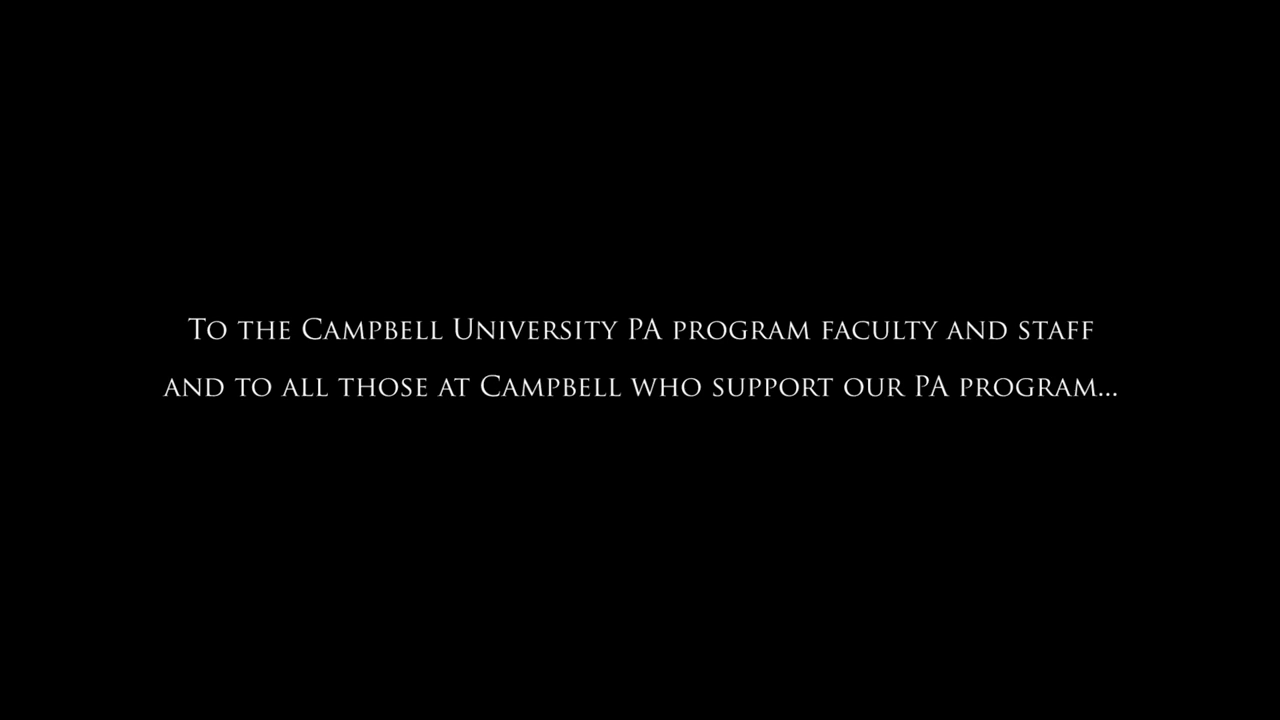 To the Campbell University PA program faculty and staff
and to all those at Campbell who support our PA program...